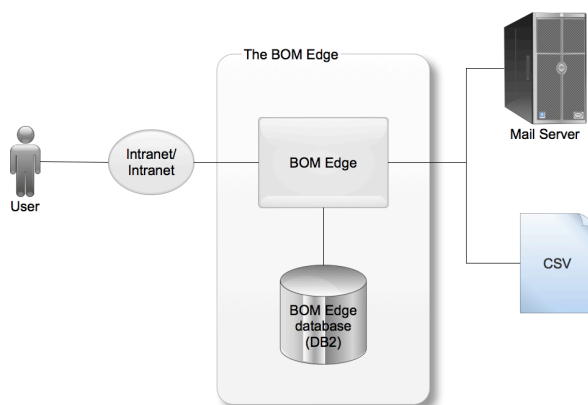 The BOM Edge
Mail Server
Intranet/
Intranet
BOM Edge
User
CSV
BOM Edge
database
(DB2)